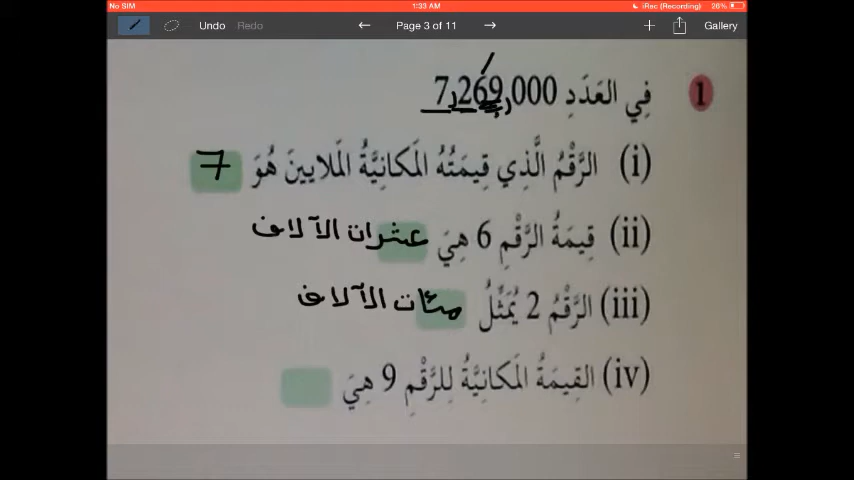 No SIM 1:33 AM iRec (Recording) 26%
Undo Redo ← Page 3 of 11 → Gallery
1 فِي العَدَدِ 7,269,000
(i) الرَّقْمُ الَّذِي قِيمَتُهُ المَكانِيَّةُ المَلايينَ هُوَ 7
(ii) قِيمَةُ الرَّقْمِ 6 هِيَ عشرات الآلاف
(iii) الرَّقْمُ 2 يُمَثِّلُ مئات الآلاف
(iv) القِيمَةُ المَكانِيَّةُ لِلرَّقْمِ 9 هِيَ